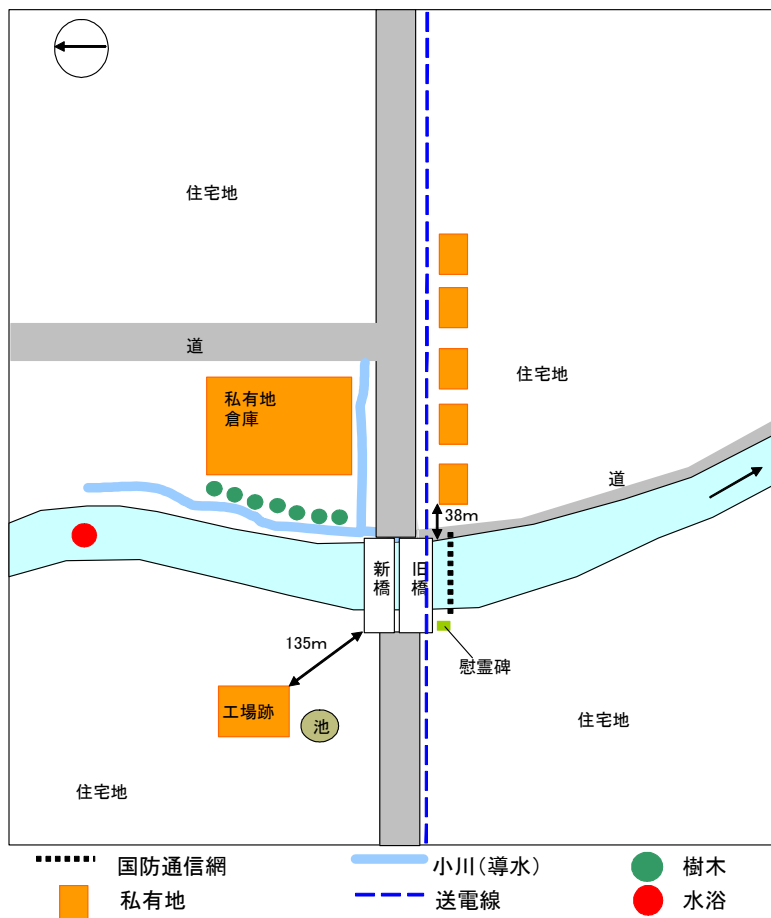 住宅地
道
私有地
倉庫
住宅地
道
38m
新橋
旧橋
135m
慰霊碑
工場跡
池
住宅地
住宅地
国防通信網
小川(導水)
樹木
私有地
送電線
水浴